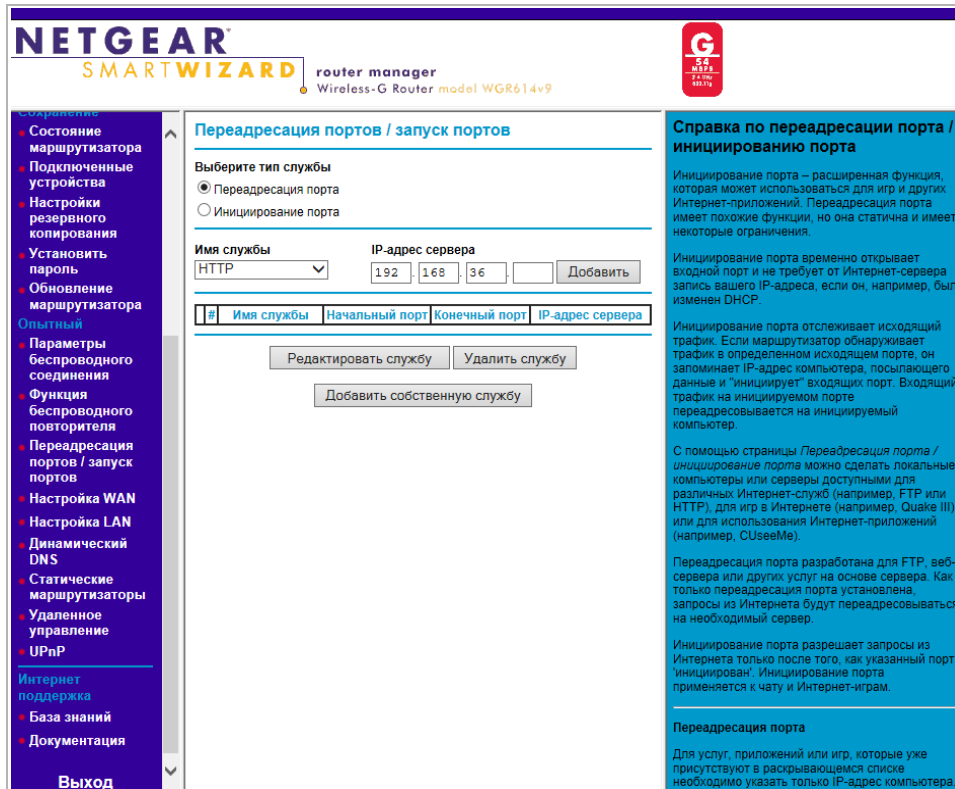 NETGEAR
SMARTWIZARD
router manager
Wireless-G Router model WGR614v9
G
54
MBPS
2.4 GHz
802.11g
Сохранение
Состояние
маршрутизатора
Подключенные
устройства
Настройки
резервного
копирования
Установить
пароль
Обновление
маршрутизатора
Опытный
Параметры
беспроводного
соединения
Функция
беспроводного
повторителя
Переадресация
портов / запуск
портов
Настройка WAN
Настройка LAN
Динамический
DNS
Статические
маршрутизаторы
Удаленное
управление
UPnP
Интернет
поддержка
База знаний
Документация
Выход
Переадресация портов / запуск портов
Выберите тип службы
Переадресация порта
Инициирование порта
Имя службы IP-адрес сервера
HTTP 192 . 168 . 36 . Добавить
# Имя службы Начальный порт Конечный порт IP-адрес сервера
Редактировать службу Удалить службу
Добавить собственную службу
Справка по переадресации порта /
инициированию порта
Инициирование порта – расширенная функция,
которая может использоваться для игр и других
Интернет-приложений. Переадресация порта
имеет похожие функции, но она статична и имеет
некоторые ограничения.
Инициирование порта временно открывает
входной порт и не требует от Интернет-сервера
запись вашего IP-адреса, если он, например, был
изменен DHCP.
Инициирование порта отслеживает исходящий
трафик. Если маршрутизатор обнаруживает
трафик в определенном исходящем порте, он
запоминает IP-адрес компьютера, посылающего
данные и "инициирует" входящих порт. Входящий
трафик на инициируемом порте
переадресовывается на инициируемый
компьютер.
С помощью страницы Переадресация порта /
инициирование порта можно сделать локальные
компьютеры или серверы доступными для
различных Интернет-служб (например, FTP или
HTTP), для игр в Интернете (например, Quake III)
или для использования Интернет-приложений
(например, CUseeMe).
Переадресация порта разработана для FTP, веб-
сервера или других услуг на основе сервера. Как
только переадресация порта установлена,
запросы из Интернета будут переадресовываться
на необходимый сервер.
Инициирование порта разрешает запросы из
Интернета только после того, как указанный порт
'инициирован'. Инициирование порта
применяется к чату и Интернет-играм.
Переадресация порта
Для услуг, приложений или игр, которые уже
присутствуют в раскрывающемся списке
необходимо указать только IP-адрес компьютера